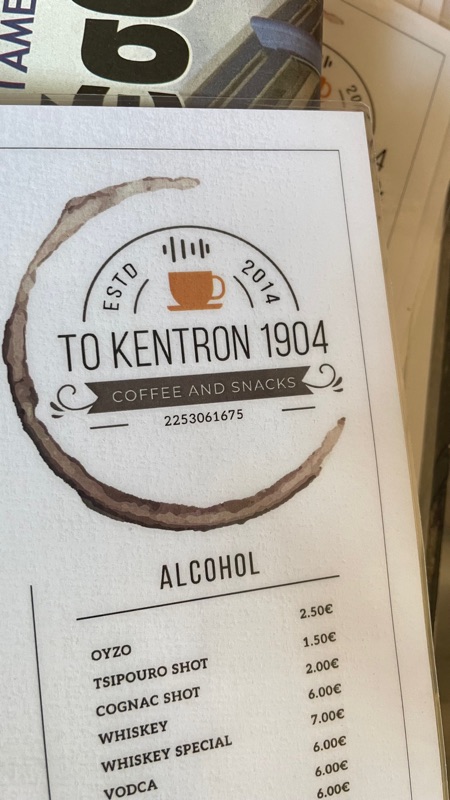 I AME
ESTD 2014
TO KENTRON 1904
COFFEE AND SNACKS
2253061675
ALCOHOL
OYZO 2.50€
TSIPOURO SHOT 1.50€
COGNAC SHOT 2.00€
WHISKEY 6.00€
WHISKEY SPECIAL 7.00€
VODCA 6.00€
6.00€
6.00€